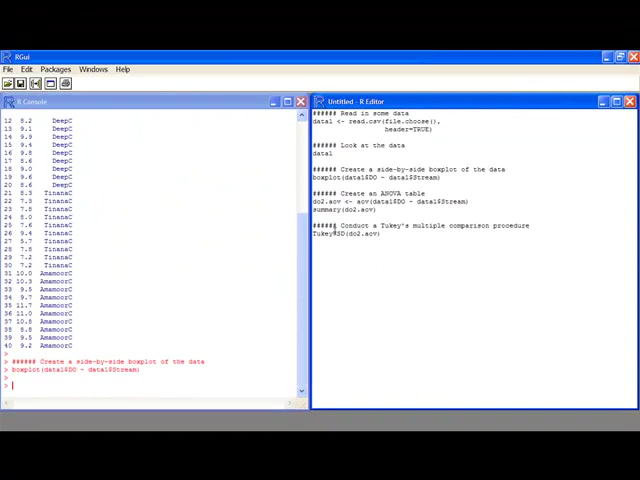 RGui
File Edit Packages Windows Help
R Console
12 8.2 DeepC
13 9.1 DeepC
14 9.9 DeepC
15 9.4 DeepC
16 9.8 DeepC
17 8.6 DeepC
18 9.0 DeepC
19 9.6 DeepC
20 8.6 DeepC
21 8.3 TinanaC
22 7.3 TinanaC
23 7.8 TinanaC
24 8.0 TinanaC
25 7.6 TinanaC
26 9.4 TinanaC
27 5.7 TinanaC
28 7.8 TinanaC
29 7.2 TinanaC
30 7.2 TinanaC
31 10.0 AmamoorC
32 10.3 AmamoorC
33 9.4 AmamoorC
34 9.7 AmamoorC
35 11.7 AmamoorC
36 11.0 AmamoorC
37 10.8 AmamoorC
38 8.8 AmamoorC
39 9.5 AmamoorC
40 9.2 AmamoorC
>
> ###### Create a side-by-side boxplot of the data
> boxplot(data1$DO ~ data1$Stream)
>
>
Untitled - R Editor
###### Read in some data
data1 <- read.csv(file.choose(),
header=TRUE)
###### Look at the data
data1
###### Create a side-by-side boxplot of the data
boxplot(data1$DO ~ data1$Stream)
###### Create an ANOVA table
do2.aov <- aov(data1$DO ~ data1$Stream)
summary(do2.aov)
###### Conduct a Tukey's multiple comparison procedure
TukeyHSD(do2.aov)